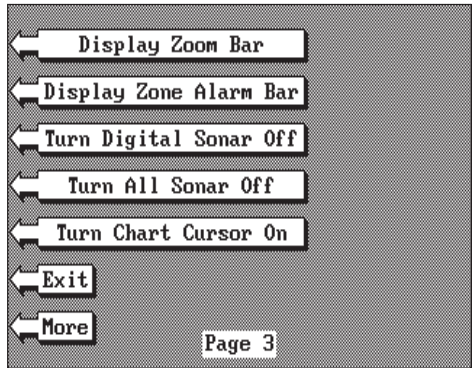 Display Zoom Bar
Display Zone Alarm Bar
Turn Digital Sonar Off
Turn All Sonar Off
Turn Chart Cursor On
Exit
More
Page 3